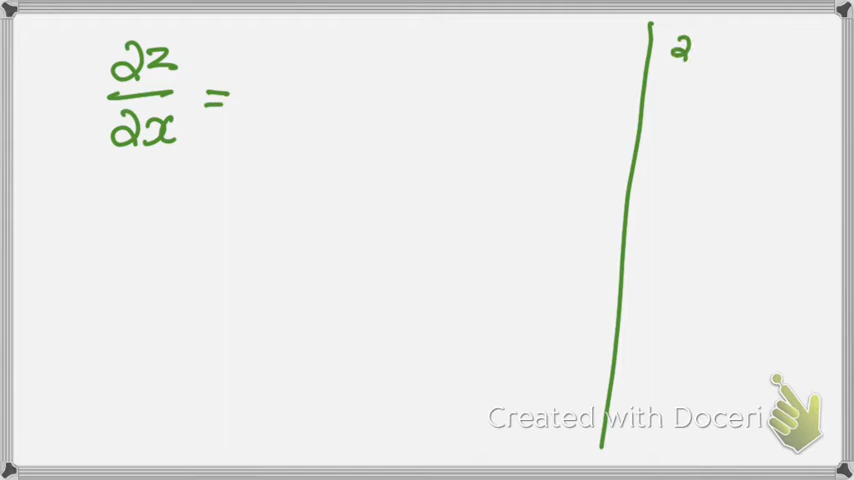 ∂z
∂x =
∂
Created with Doceri